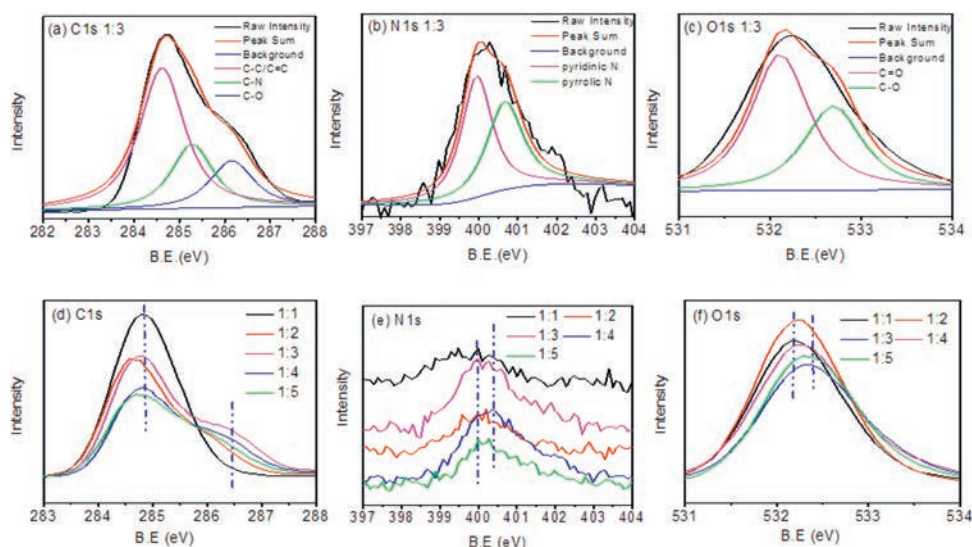 (a) C1s 1:3
Raw Intensity
Peak Sum
Background
C-C/C=C
C-N
C-O
Intensity
282 283 284 285 286 287 288
B.E.(eV)
(b) N1s 1:3
Raw Intensity
Peak Sum
Background
pyridinic N
pyrrolic N
Intensity
397 398 399 400 401 402 403 404
B.E.(eV)
(c) O1s 1:3
Raw Intensity
Peak Sum
Background
C=O
C-O
Intensity
531 532 533 534
B.E.(eV)
(d) C1s
1:1
1:2
1:3
1:4
1:5
Intensity
283 284 285 286 287 288
B.E (eV)
(e) N1s
1:1 1:2
1:3 1:4
1:5
Intensity
397 398 399 400 401 402 403 404
B.E (eV)
(f) O1s
1:1 1:2
1:3 1:4
1:5
Intensity
531 532 533 534
B.E (eV)